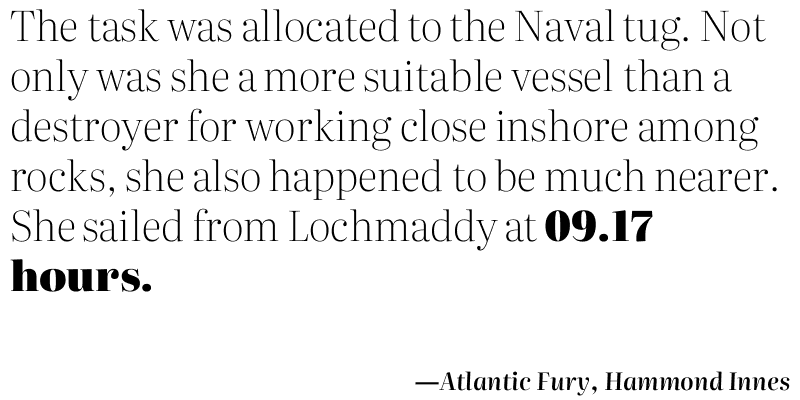 The task was allocated to the Naval tug. Not
only was she a more suitable vessel than a
destroyer for working close inshore among
rocks, she also happened to be much nearer.
She sailed from Lochmaddy at 09.17
hours.
—Atlantic Fury, Hammond Innes